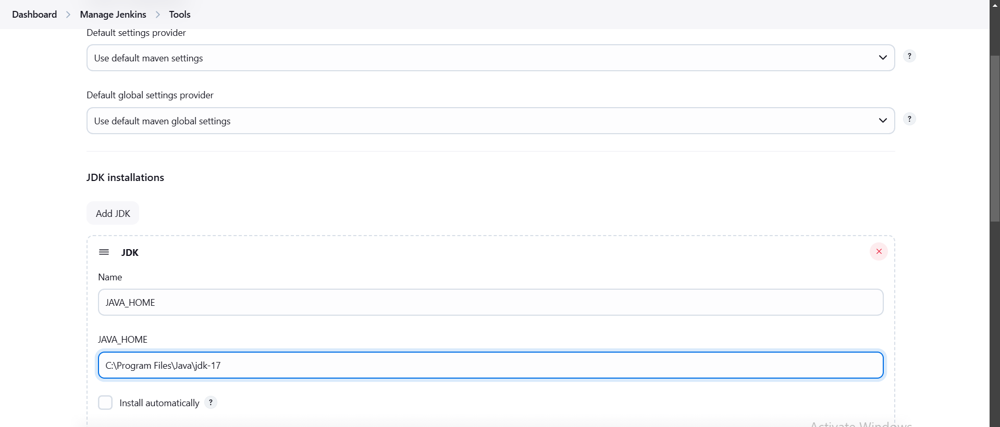 Dashboard > Manage Jenkins > Tools
Default settings provider
Use default maven settings
?
Default global settings provider
Use default maven global settings
?
JDK installations
Add JDK
JDK
Name
JAVA_HOME
JAVA_HOME
C:\Program Files\Java\jdk-17
Install automatically ?
Activate Windows